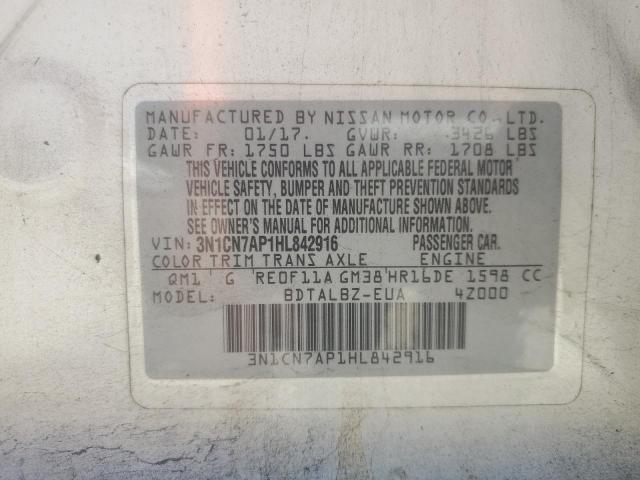 MANUFACTURED BY NISSAN MOTOR CO.,LTD.
DATE: 01/17. GVWR: 3426 LBS
GAWR FR: 1750 LBS GAWR RR: 1708 LBS
THIS VEHICLE CONFORMS TO ALL APPLICABLE FEDERAL MOTOR
VEHICLE SAFETY, BUMPER AND THEFT PREVENTION STANDARDS
IN EFFECT ON THE DATE OF MANUFACTURE SHOWN ABOVE.
SEE OWNER'S MANUAL FOR ADDITIONAL INFORMATION.
VIN: 3N1CN7AP1HL842916 PASSENGER CAR.
COLOR TRIM TRANS AXLE ENGINE
QM1 G RE0F11A GM38 HR16DE 1598 CC
MODEL: BDTALBZ-EUA 4Z000
3N1CN7AP1HL842916